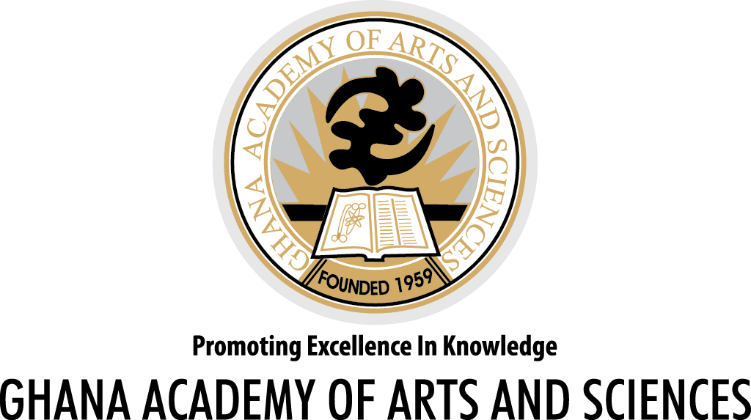 GHANA ACADEMY OF ARTS AND SCIENCES
FOUNDED 1959
Promoting Excellence In Knowledge
GHANA ACADEMY OF ARTS AND SCIENCES